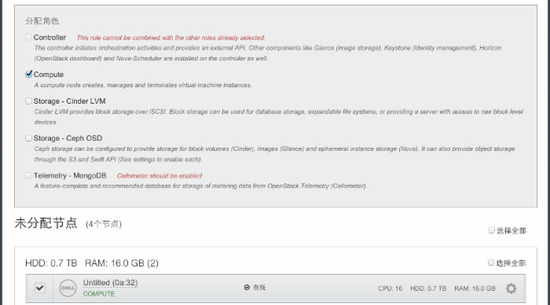 分配角色
Controller This role cannot be combined with the other roles already selected.
The controller initiates orchestration activities and provides an external API. Other components like Glance (image storage), Keystone (identity management), Horizon
(OpenStack dashboard) and Nova-Scheduler are installed on the controller as well.
Compute
A compute node creates, manages and terminates virtual machine instances.
Storage - Cinder LVM
Cinder LVM provides block storage over iSCSI. Block storage can be used for database storage, expandable file systems, or providing a server with access to raw block level
devices.
Storage - Ceph OSD
Ceph storage can be configured to provide storage for block volumes (Cinder), images (Glance) and ephemeral instance storage (Nova). It can also provide object storage
through the S3 and Swift API (See settings to enable each).
Telemetry - MongoDB Ceilometer should be enabled
A feature-complete and recommended database for storage of metering data from OpenStack Telemetry (Ceilometer).
未分配节点 (4个节点)
选择全部
HDD: 0.7 TB RAM: 16.0 GB (2)
选择全部
DELL
Untitled (0a:32)
COMPUTE
在线
CPU: 16 HDD: 0.7 TB RAM: 16.0 GB